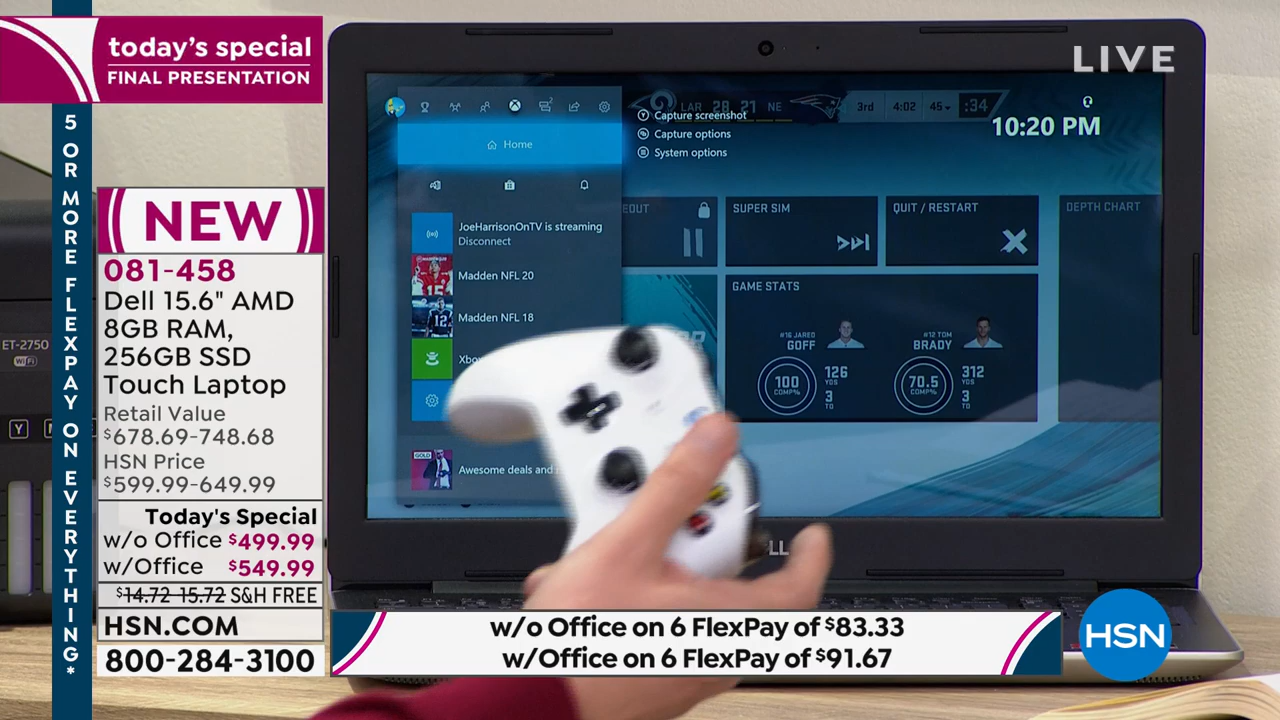 today's special
FINAL PRESENTATION
5 OR MORE FLEXPAY ON EVERYTHING*
NEW
081-458
Dell 15.6" AMD
8GB RAM,
256GB SSD
Touch Laptop
Retail Value
$678.69-748.68
HSN Price
$599.99-649.99
Today's Special
w/o Office $499.99
w/Office $549.99
$14.72-15.72 S&H FREE
HSN.COM
800-284-3100
LIVE
LAR 28 21 NE 3rd 4:02 45 :34
10:20 PM
Capture screenshot
Capture options
System options
Home
JoeHarrisonOnTV is streaming
Disconnect
Madden NFL 20
Madden NFL 18
Awesome deals and
GOLD
SUPER SIM
QUIT / RESTART
DEPTH CHART
GAME STATS
#16 JARED
GOFF
100
COMP%
126
YDS
3
TD
#12 TOM
BRADY
70.5
COMP%
312
YDS
3
TD
ET-2750
WiFi
Y
w/o Office on 6 FlexPay of $83.33
w/Office on 6 FlexPay of $91.67
HSN